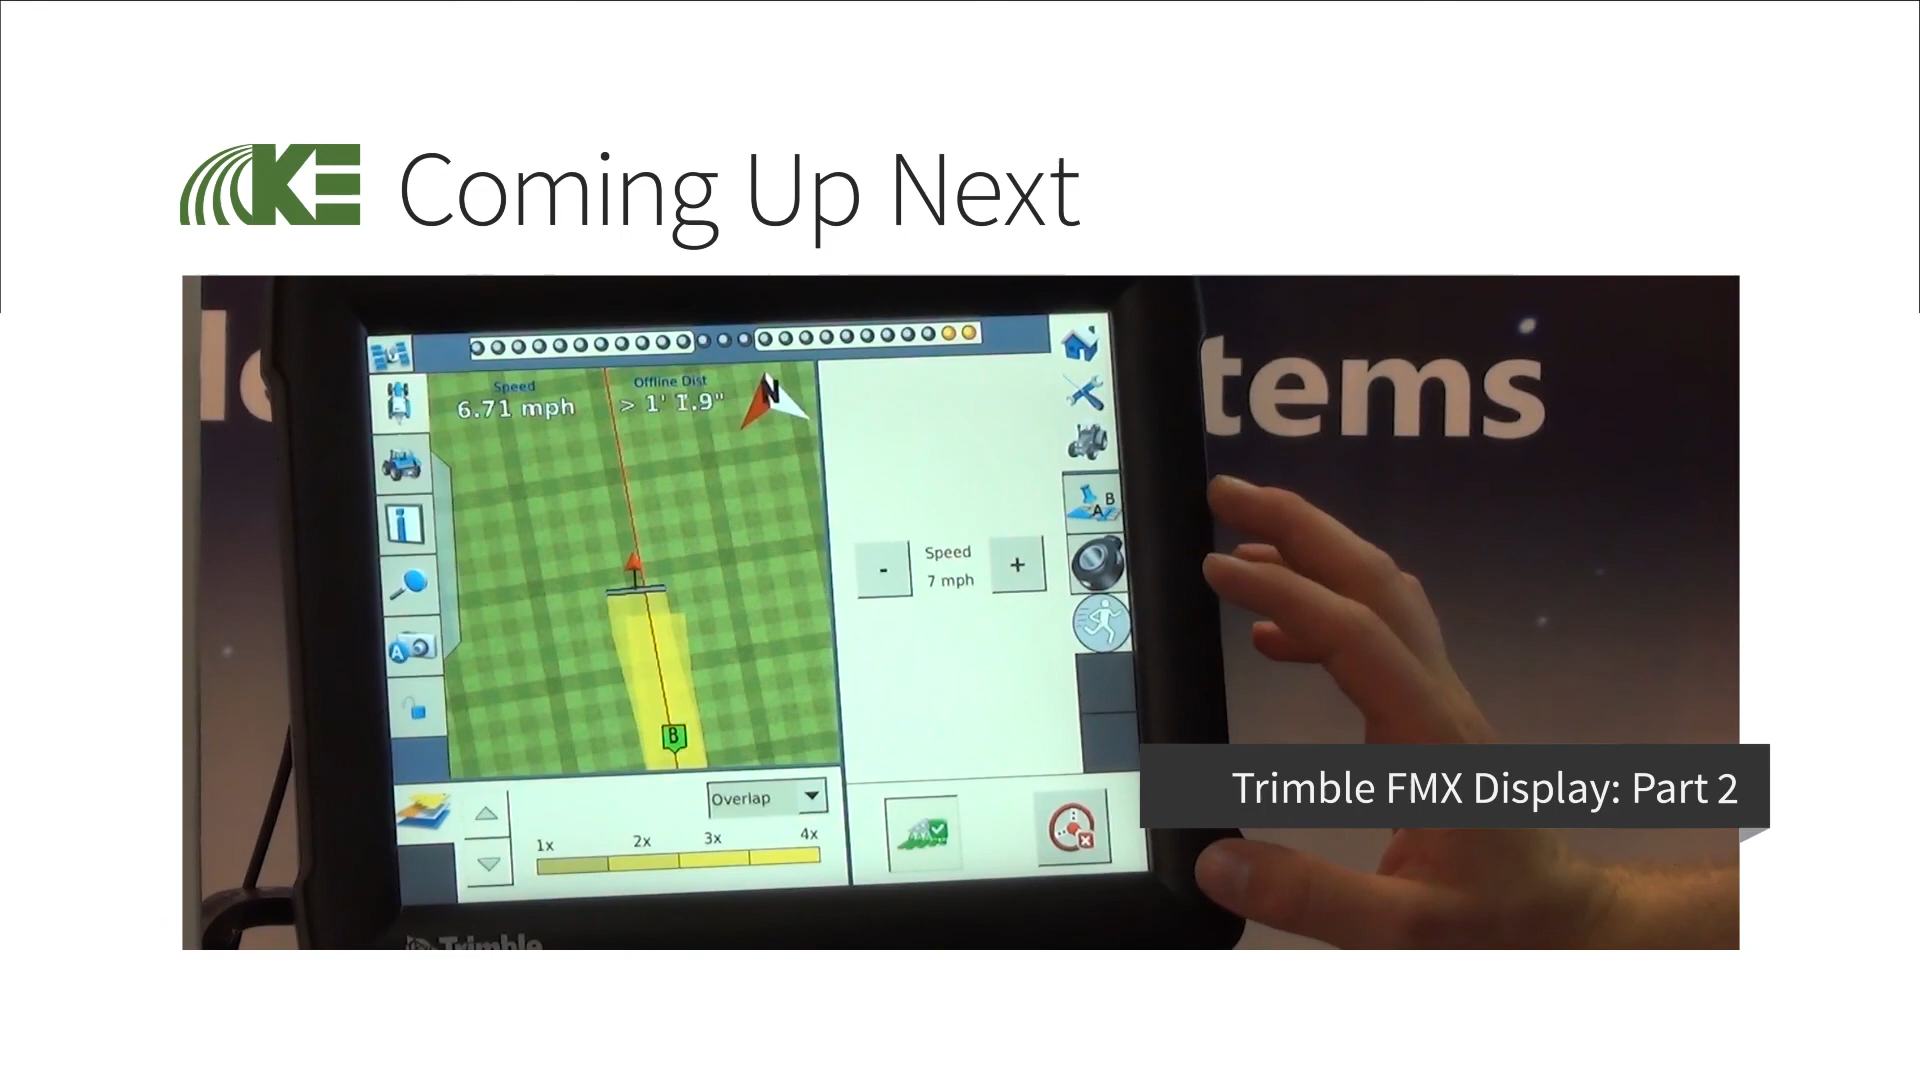 KE Coming Up Next
tems
Speed
6.71 mph
Offline Dist
> 1' 1.9"
N
B
A
Speed
7 mph
-
+
A
B
Overlap
1x 2x 3x 4x
Trimble FMX Display: Part 2
Trimble